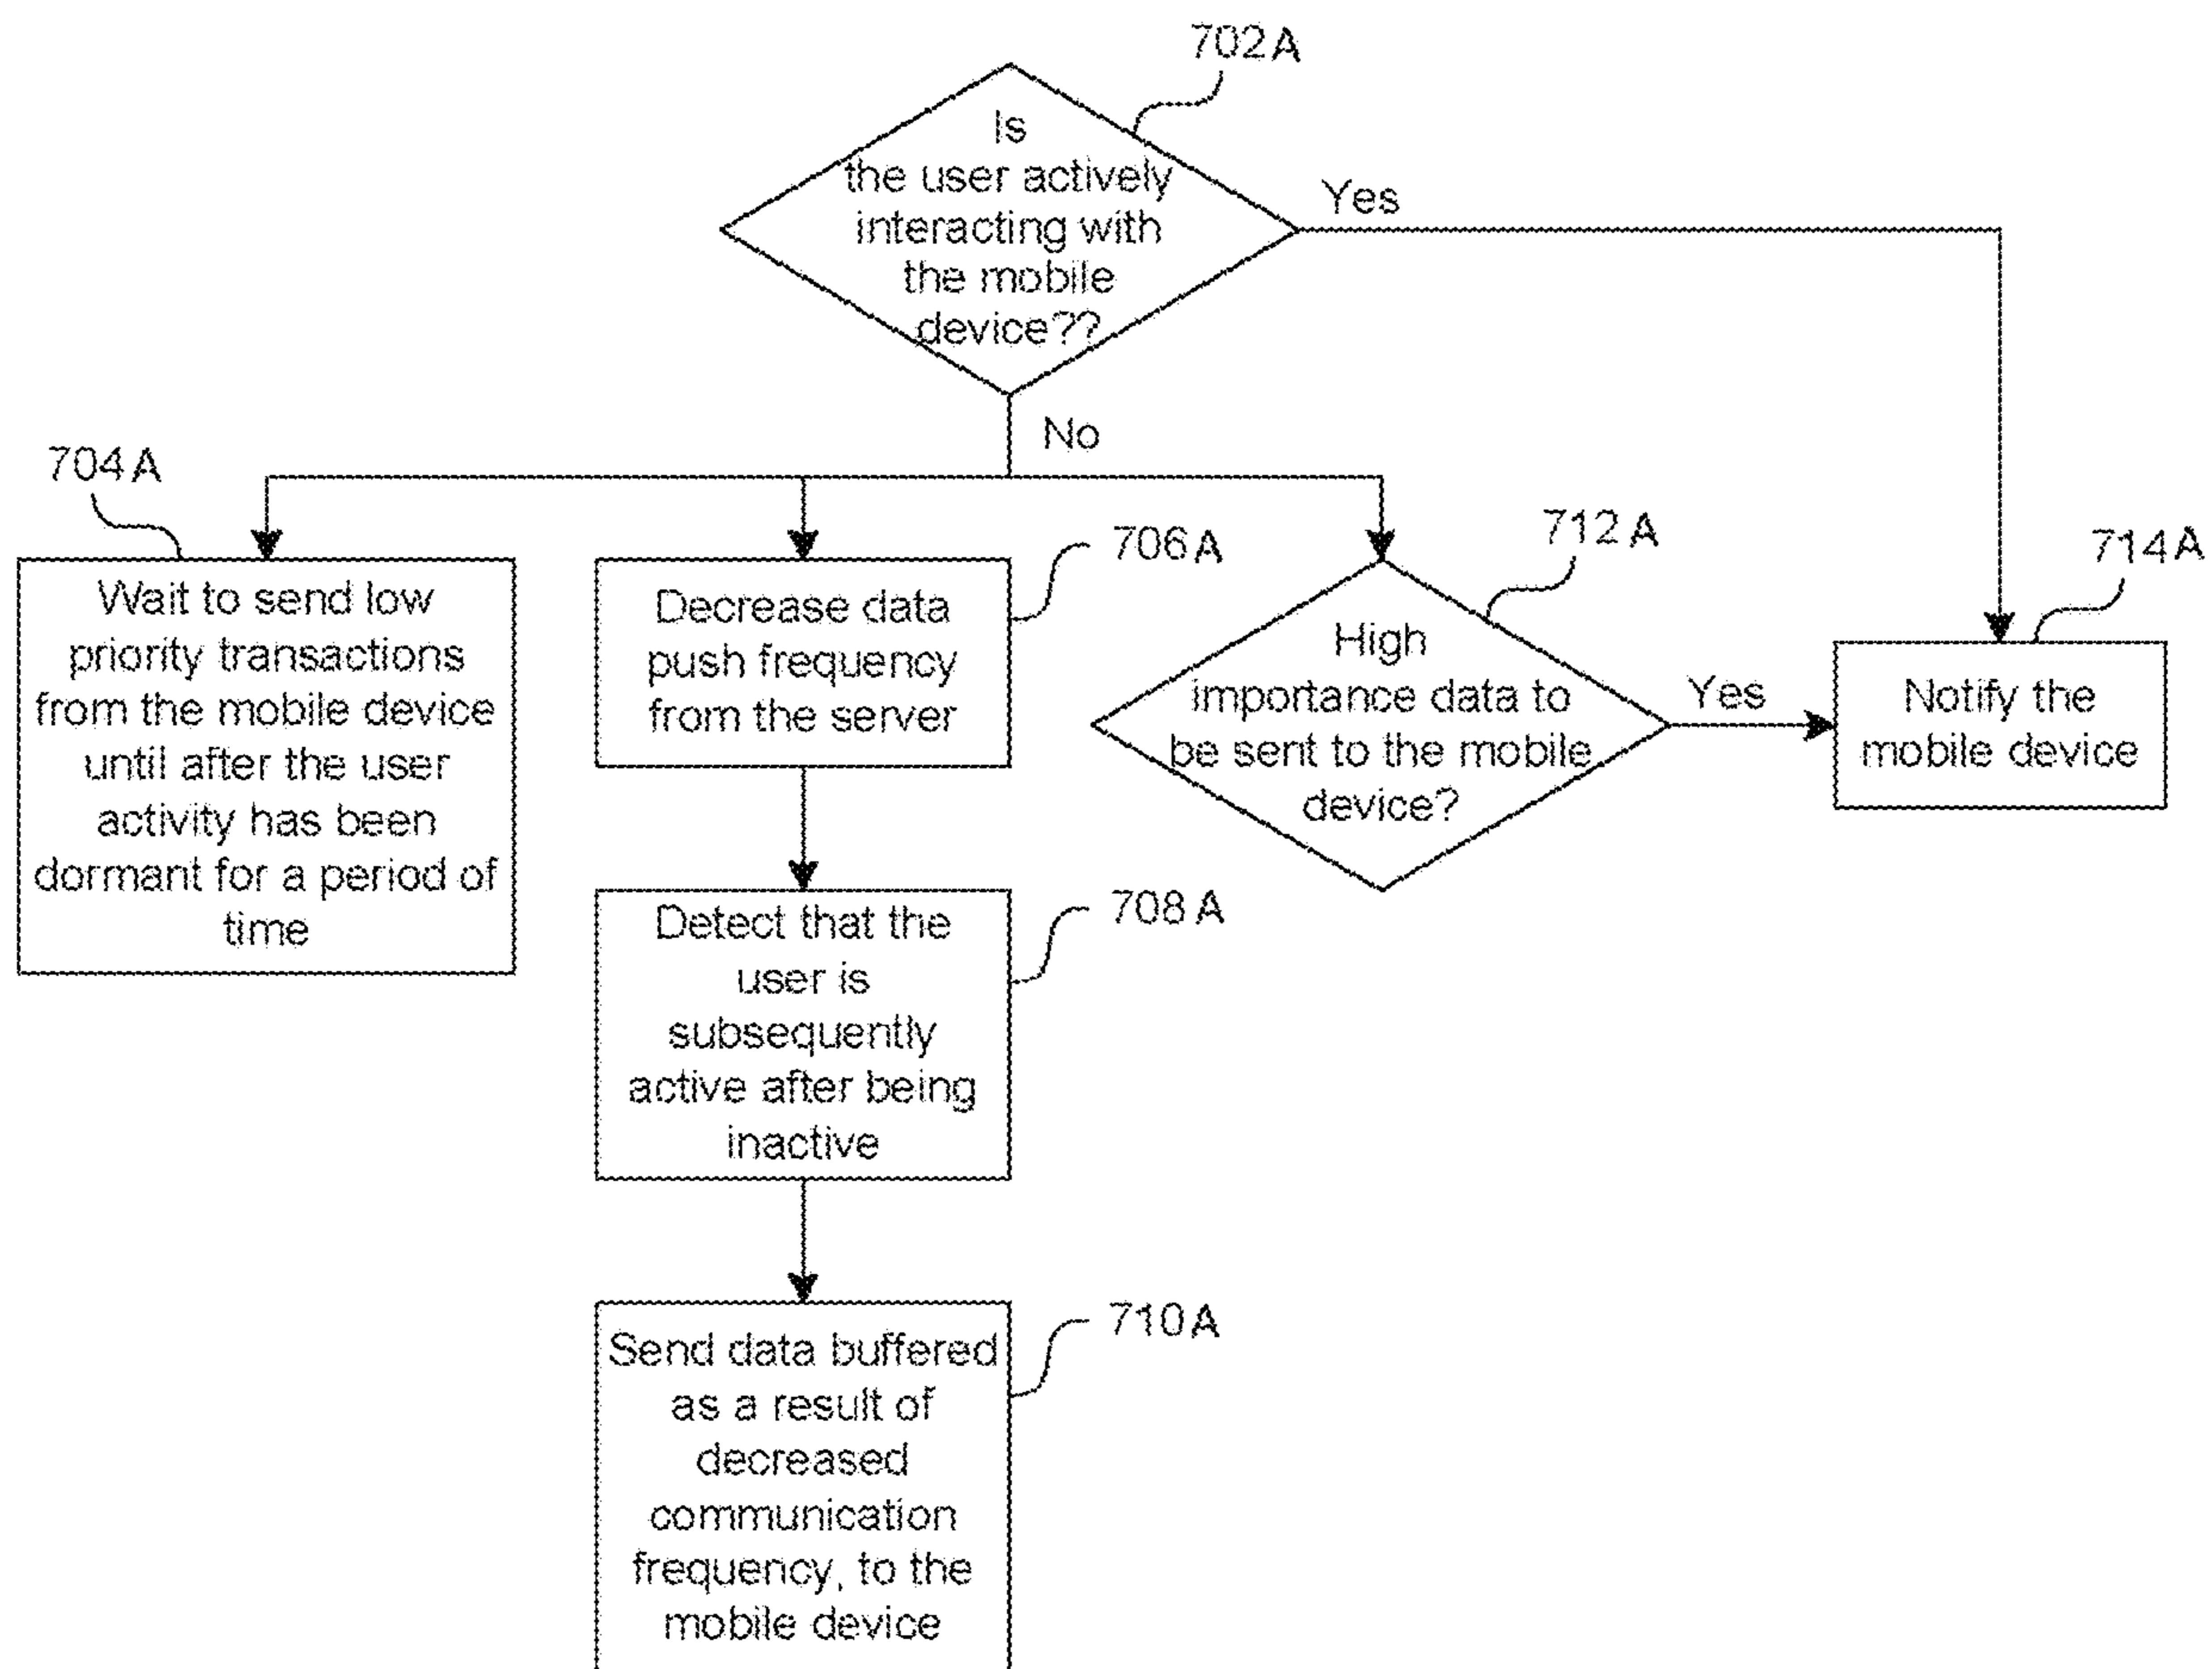 702A
Is
the user actively
interacting with
the mobile
device??
Yes
No
704A
Wait to send low
priority transactions
from the mobile device
until after the user
activity has been
dormant for a period of
time
706A
Decrease data
push frequency
from the server
712A
High
importance data to
be sent to the mobile
device?
Yes
714A
Notify the
mobile device
708A
Detect that the
user is
subsequently
active after being
inactive
710A
Send data buffered
as a result of
decreased
communication
frequency, to the
mobile device